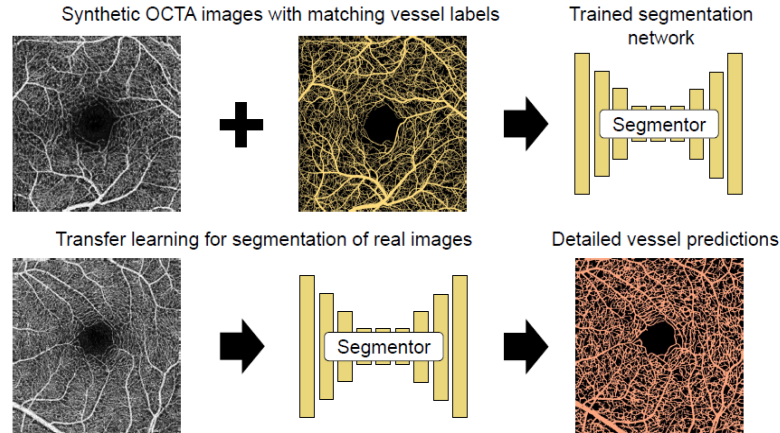 Synthetic OCTA images with matching vessel labels
Trained segmentation
network
Segmentor
Transfer learning for segmentation of real images
Detailed vessel predictions
Segmentor